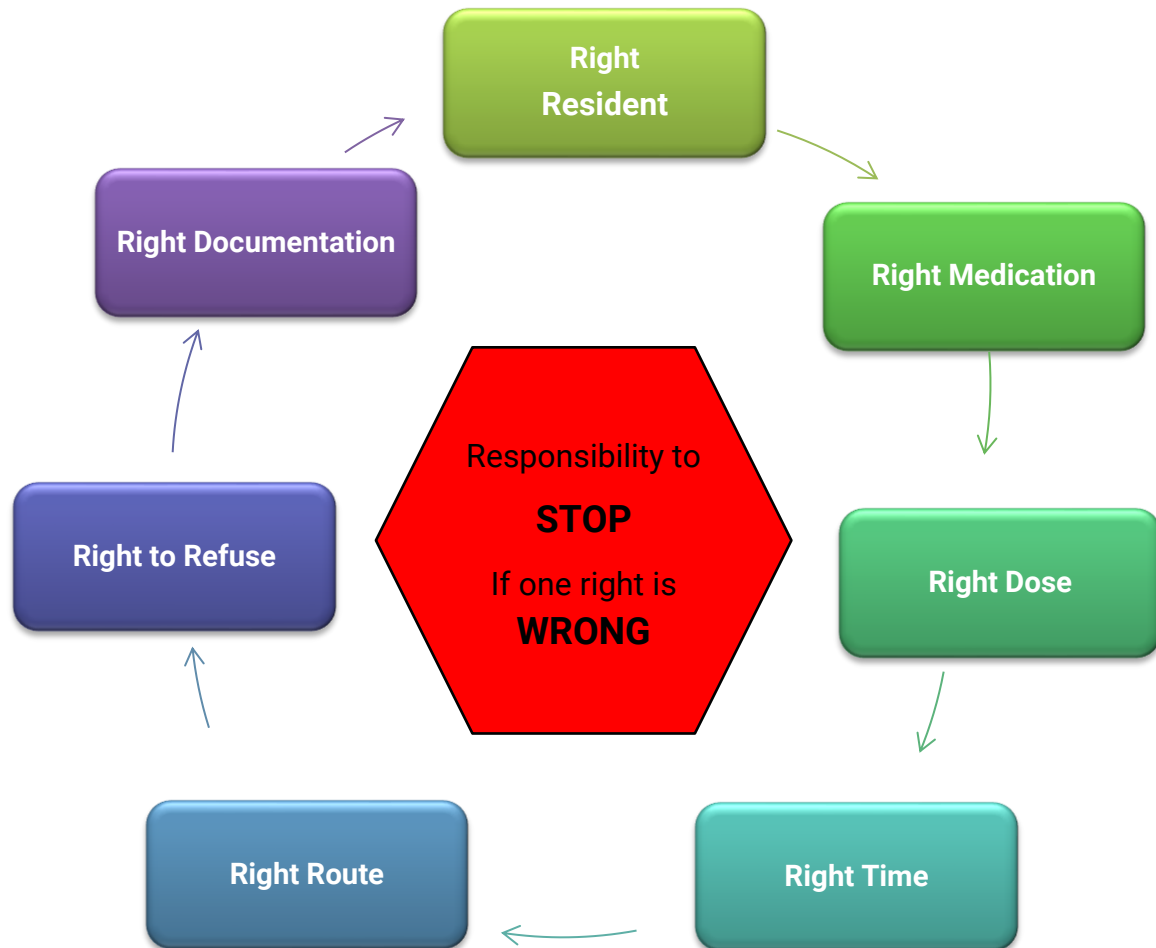 Right
Resident
Right Documentation
Right Medication
Responsibility to
STOP
If one right is
WRONG
Right to Refuse
Right Dose
Right Route
Right Time